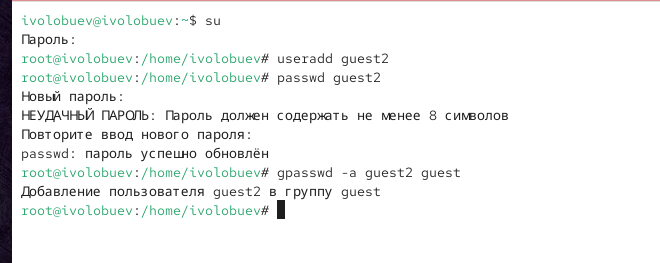 ivolobuev@ivolobuev:~$ su
Пароль:
root@ivolobuev:/home/ivolobuev# useradd guest2
root@ivolobuev:/home/ivolobuev# passwd guest2
Новый пароль:
НЕУДАЧНЫЙ ПАРОЛЬ: Пароль должен содержать не менее 8 символов
Повторите ввод нового пароля:
passwd: пароль успешно обновлён
root@ivolobuev:/home/ivolobuev# gpasswd -a guest2 guest
Добавление пользователя guest2 в группу guest
root@ivolobuev:/home/ivolobuev#